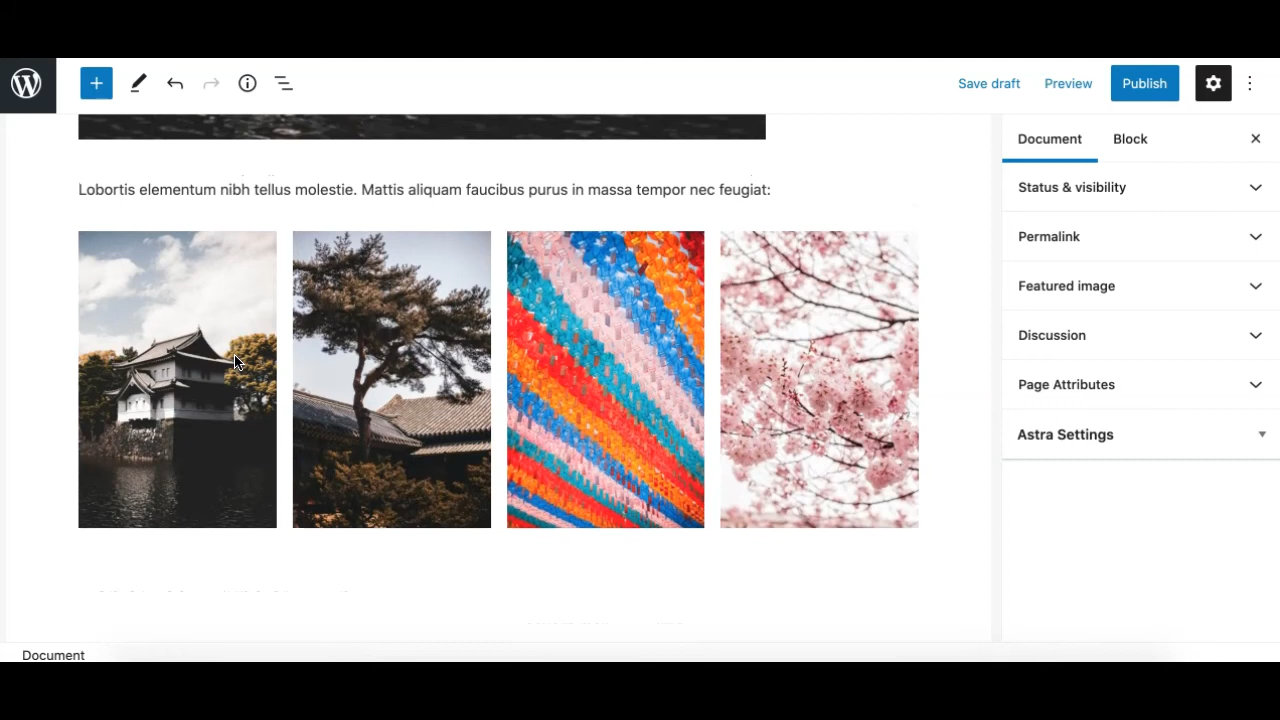 Save draft
Preview
Publish
Document
Block
Lobortis elementum nibh tellus molestie. Mattis aliquam faucibus purus in massa tempor nec feugiat:
Status & visibility
Permalink
Featured image
Discussion
Page Attributes
Astra Settings
Document